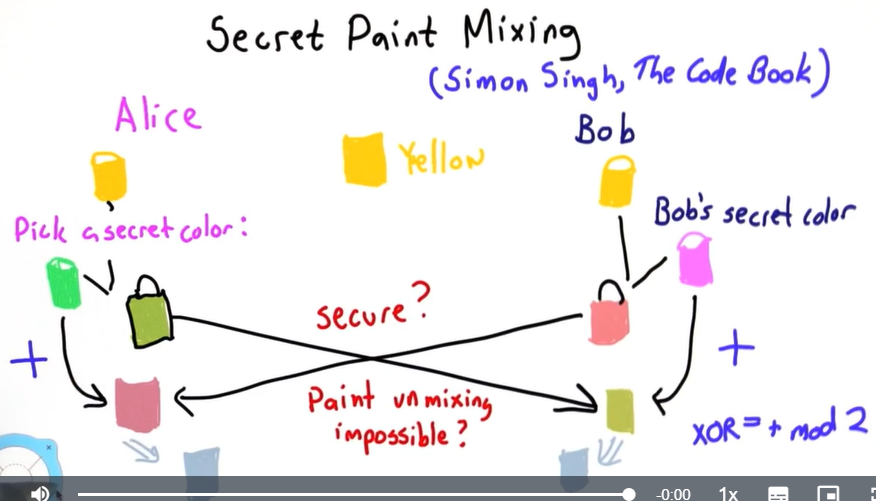 Secret Paint Mixing
(Simon Singh, The Code Book)
Alice
Bob
Yellow
Pick a secret color:
Bob's secret color
secure?
+
+
Paint unmixing
impossible?
XOR = + mod 2
-0:00
1x